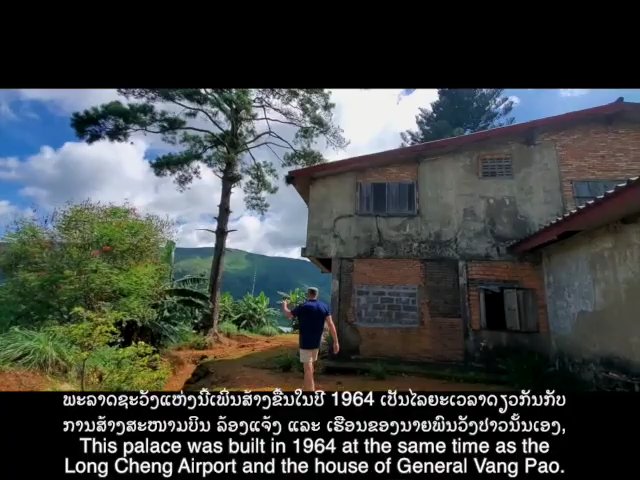 ພະລາດຊະວັງແຫ່ງນີ້ເພີ່ນສ້າງຂື້ນໃນປີ 1964 ເປັນໄລຍະເວລາດຽວກັນກັບ
ການສ້າງສະໜາມບິນ ລ້ອງແຈ້ງ ແລະ ເຮືອນຂອງນາຍພົນວັງປາວນັ້ນເອງ,
This palace was built in 1964 at the same time as the
Long Cheng Airport and the house of General Vang Pao.